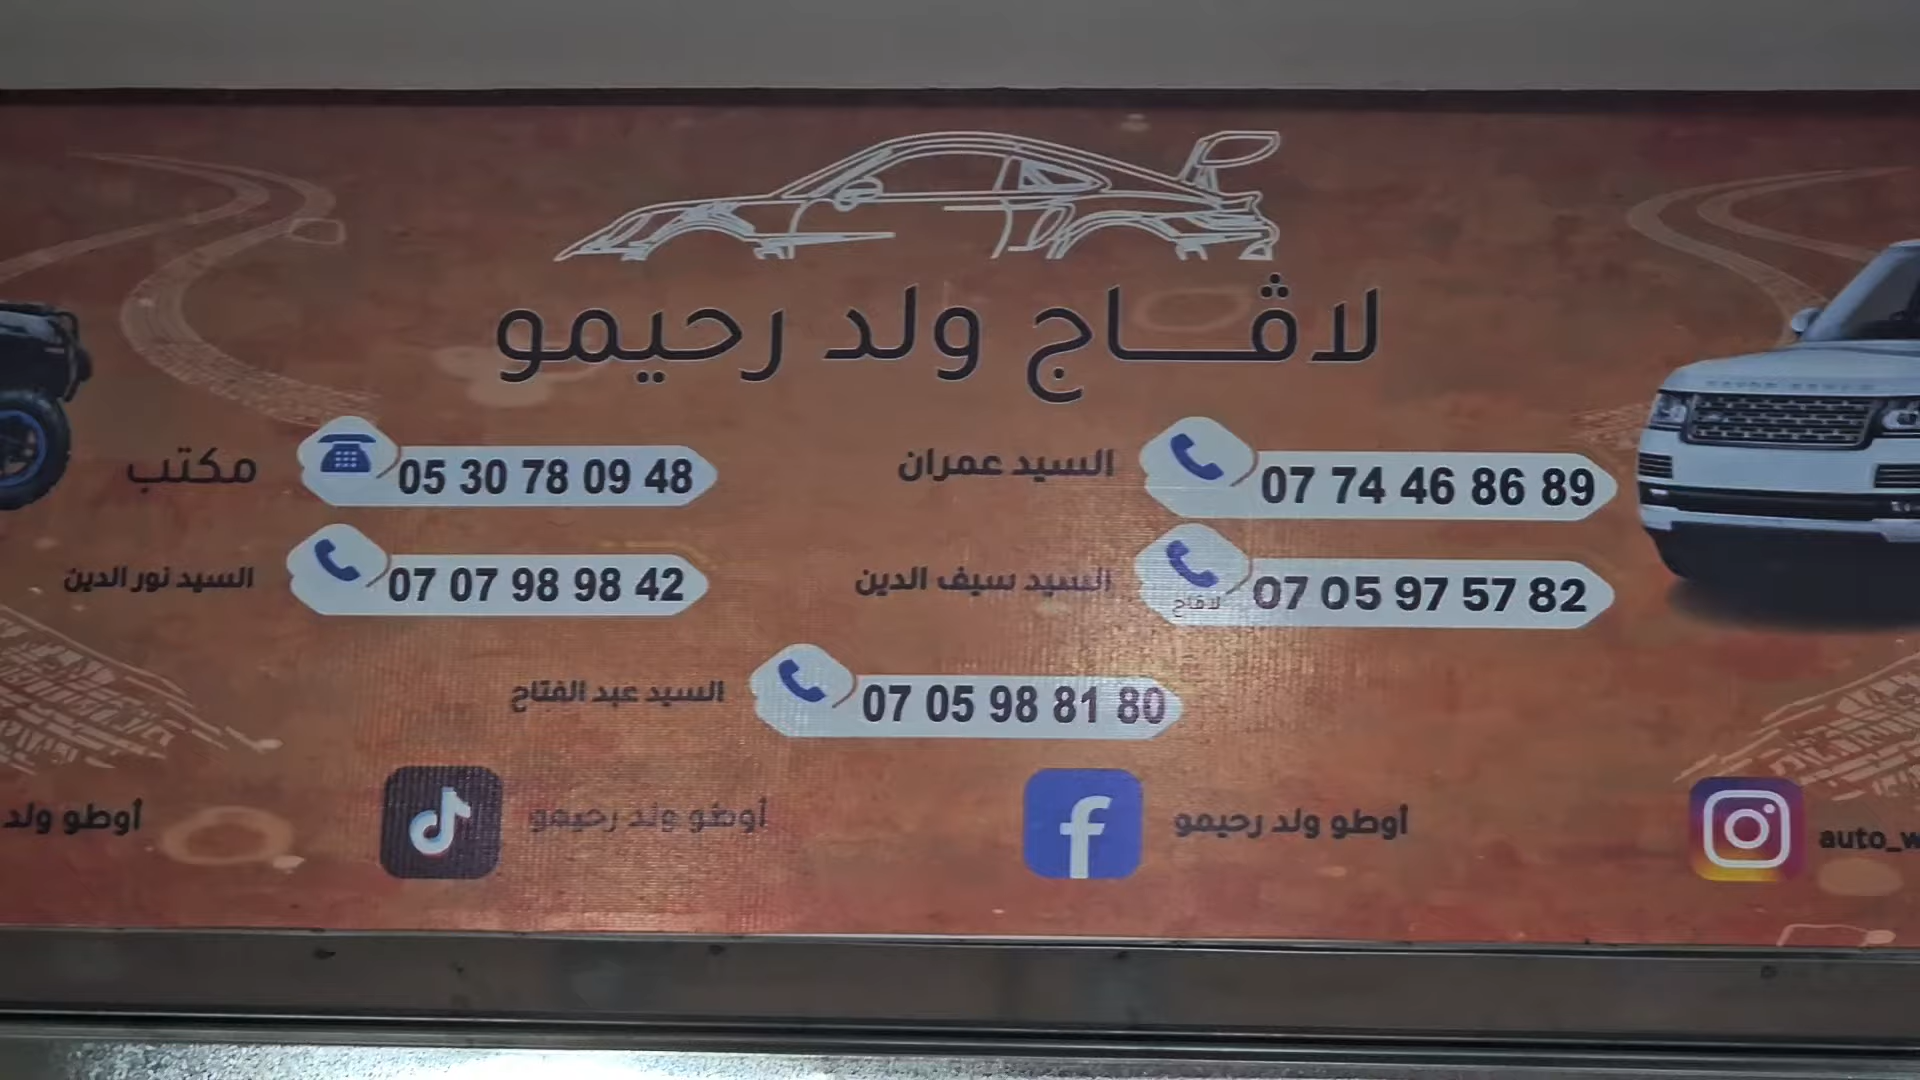 لاڤـــاج ولد رحيمو
السيد عمران 07 74 46 86 89
مكتب 05 30 78 09 48
السيد سيف الدين لافاج 07 05 97 57 82
السيد نور الدين 07 07 98 98 42
السيد عبد الفتاح 07 05 98 81 80
auto_w
أوطو ولد رحيمو
أوطو ولد رحيمو
أوطو ولد